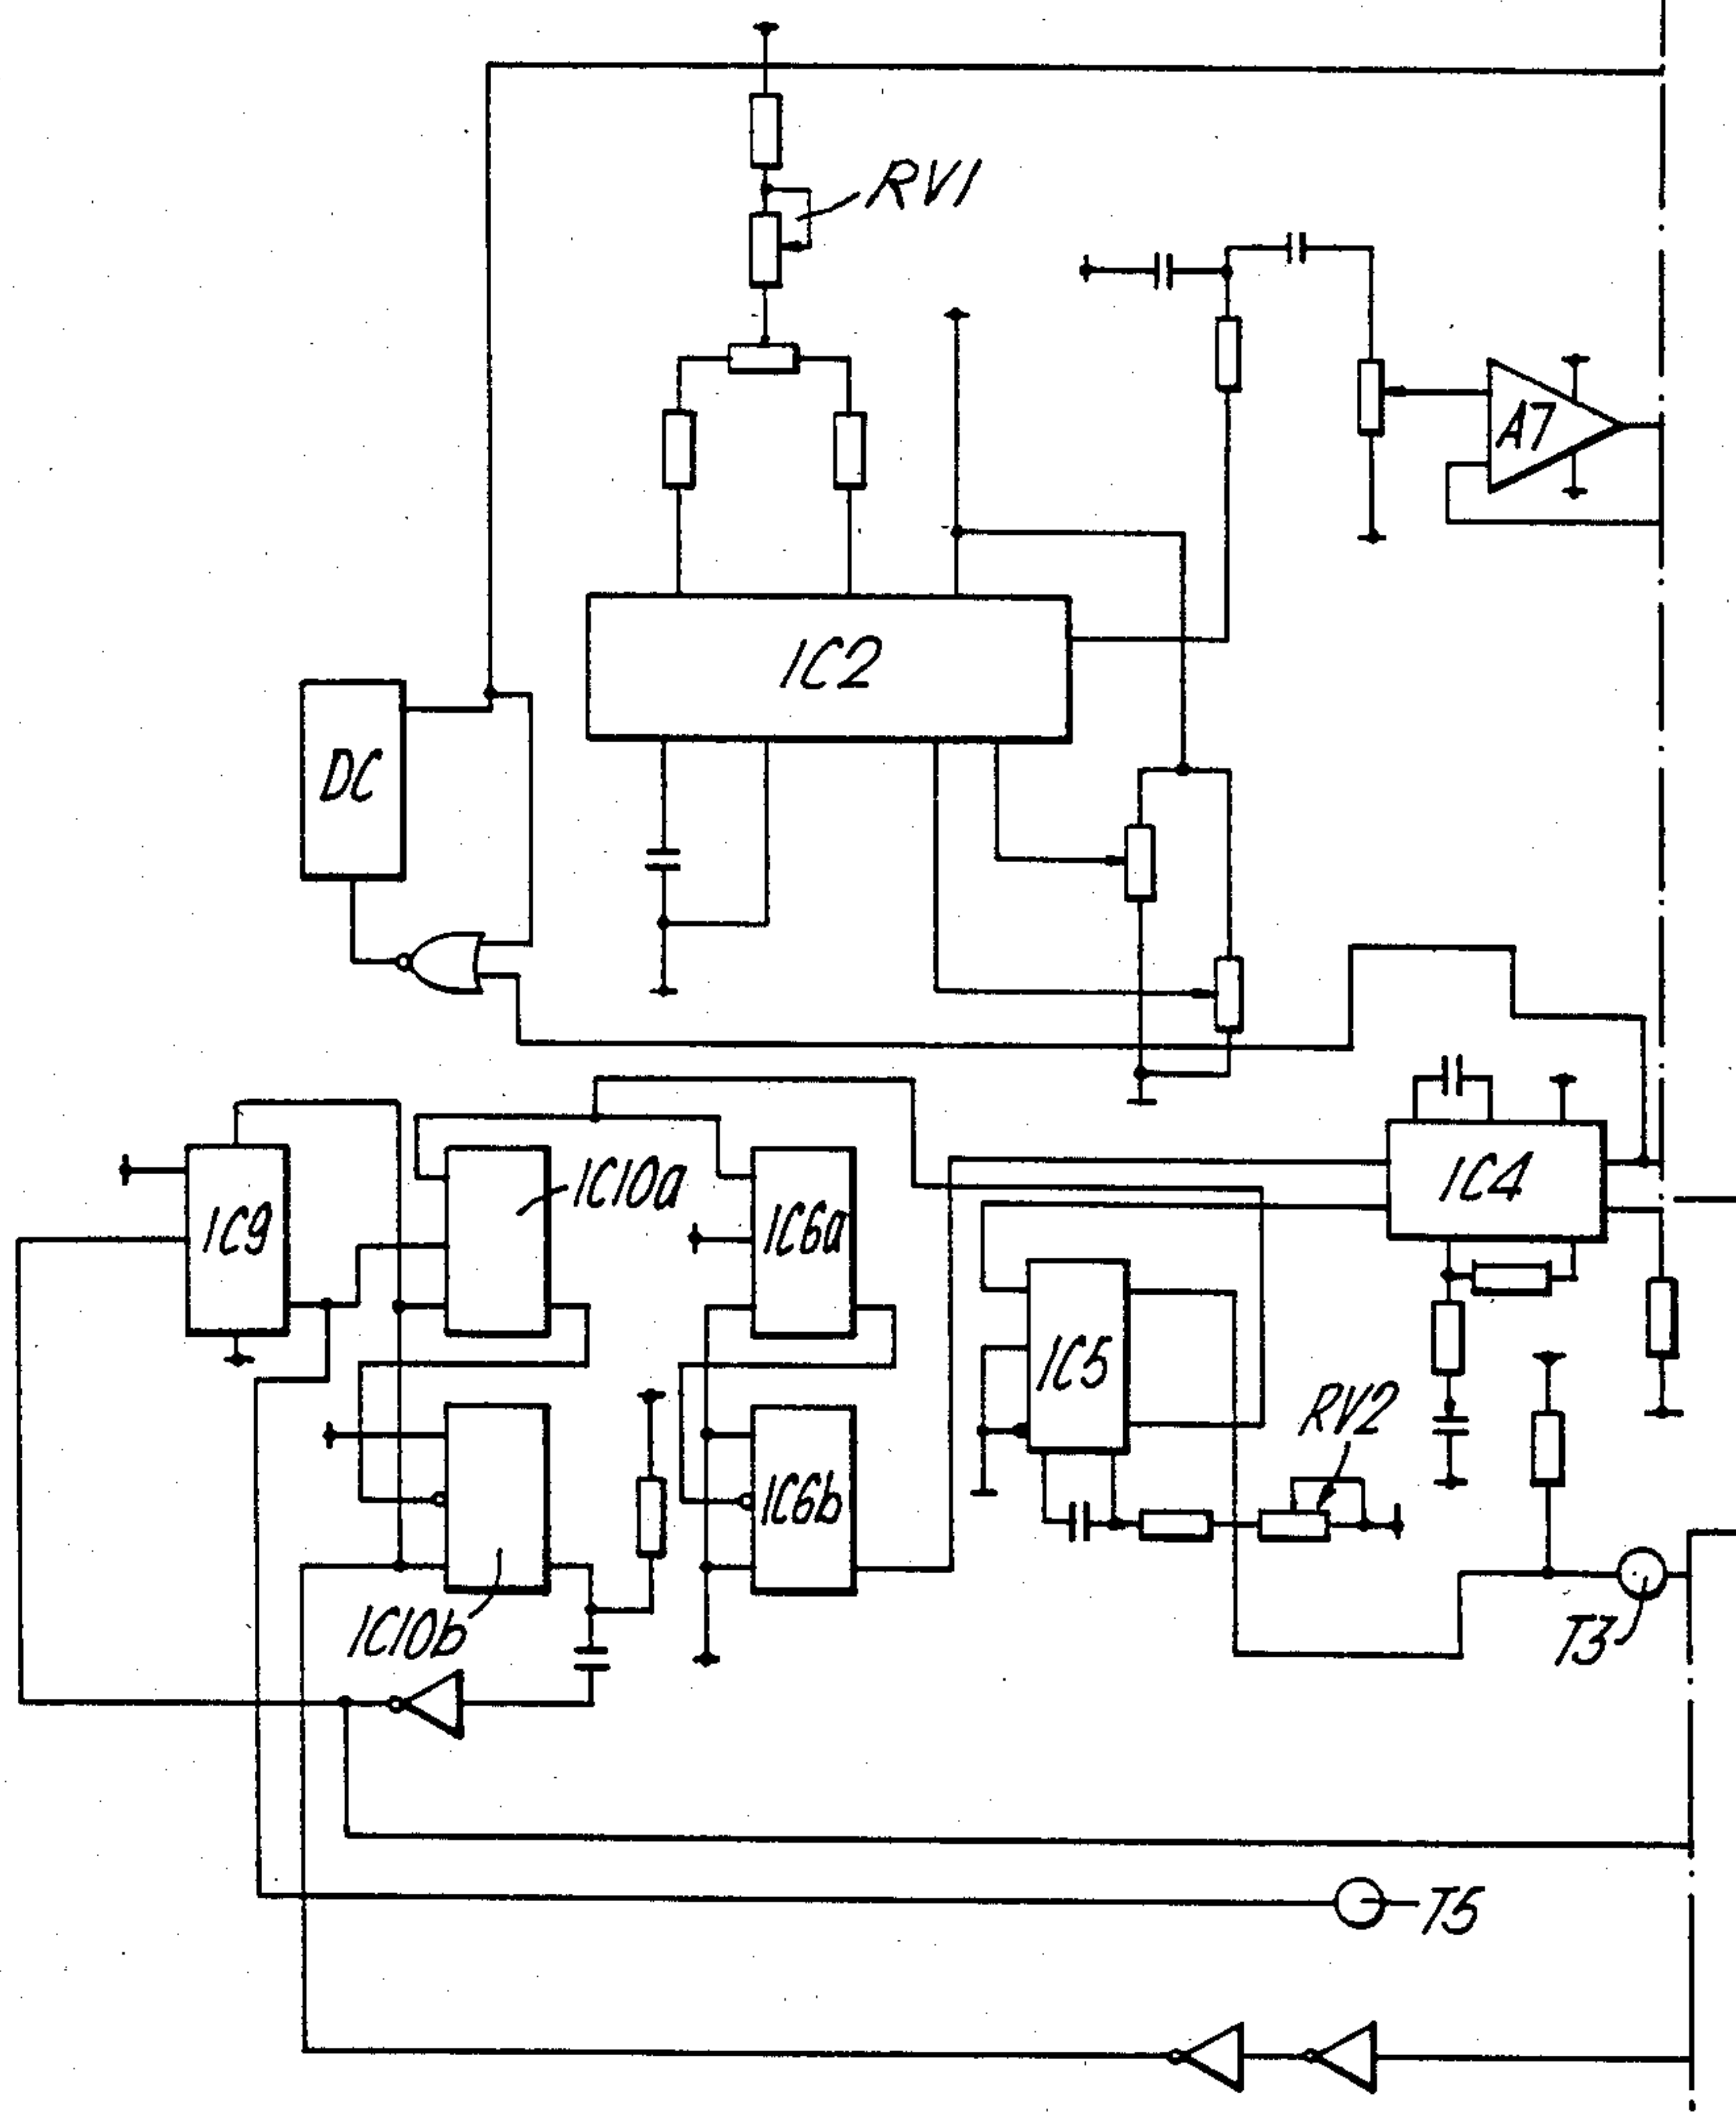 RV1
A7
IC2
DC
IC10a
IC4
IC9
IC6a
IC5
RV2
IC6b
IC10b
T3
T5